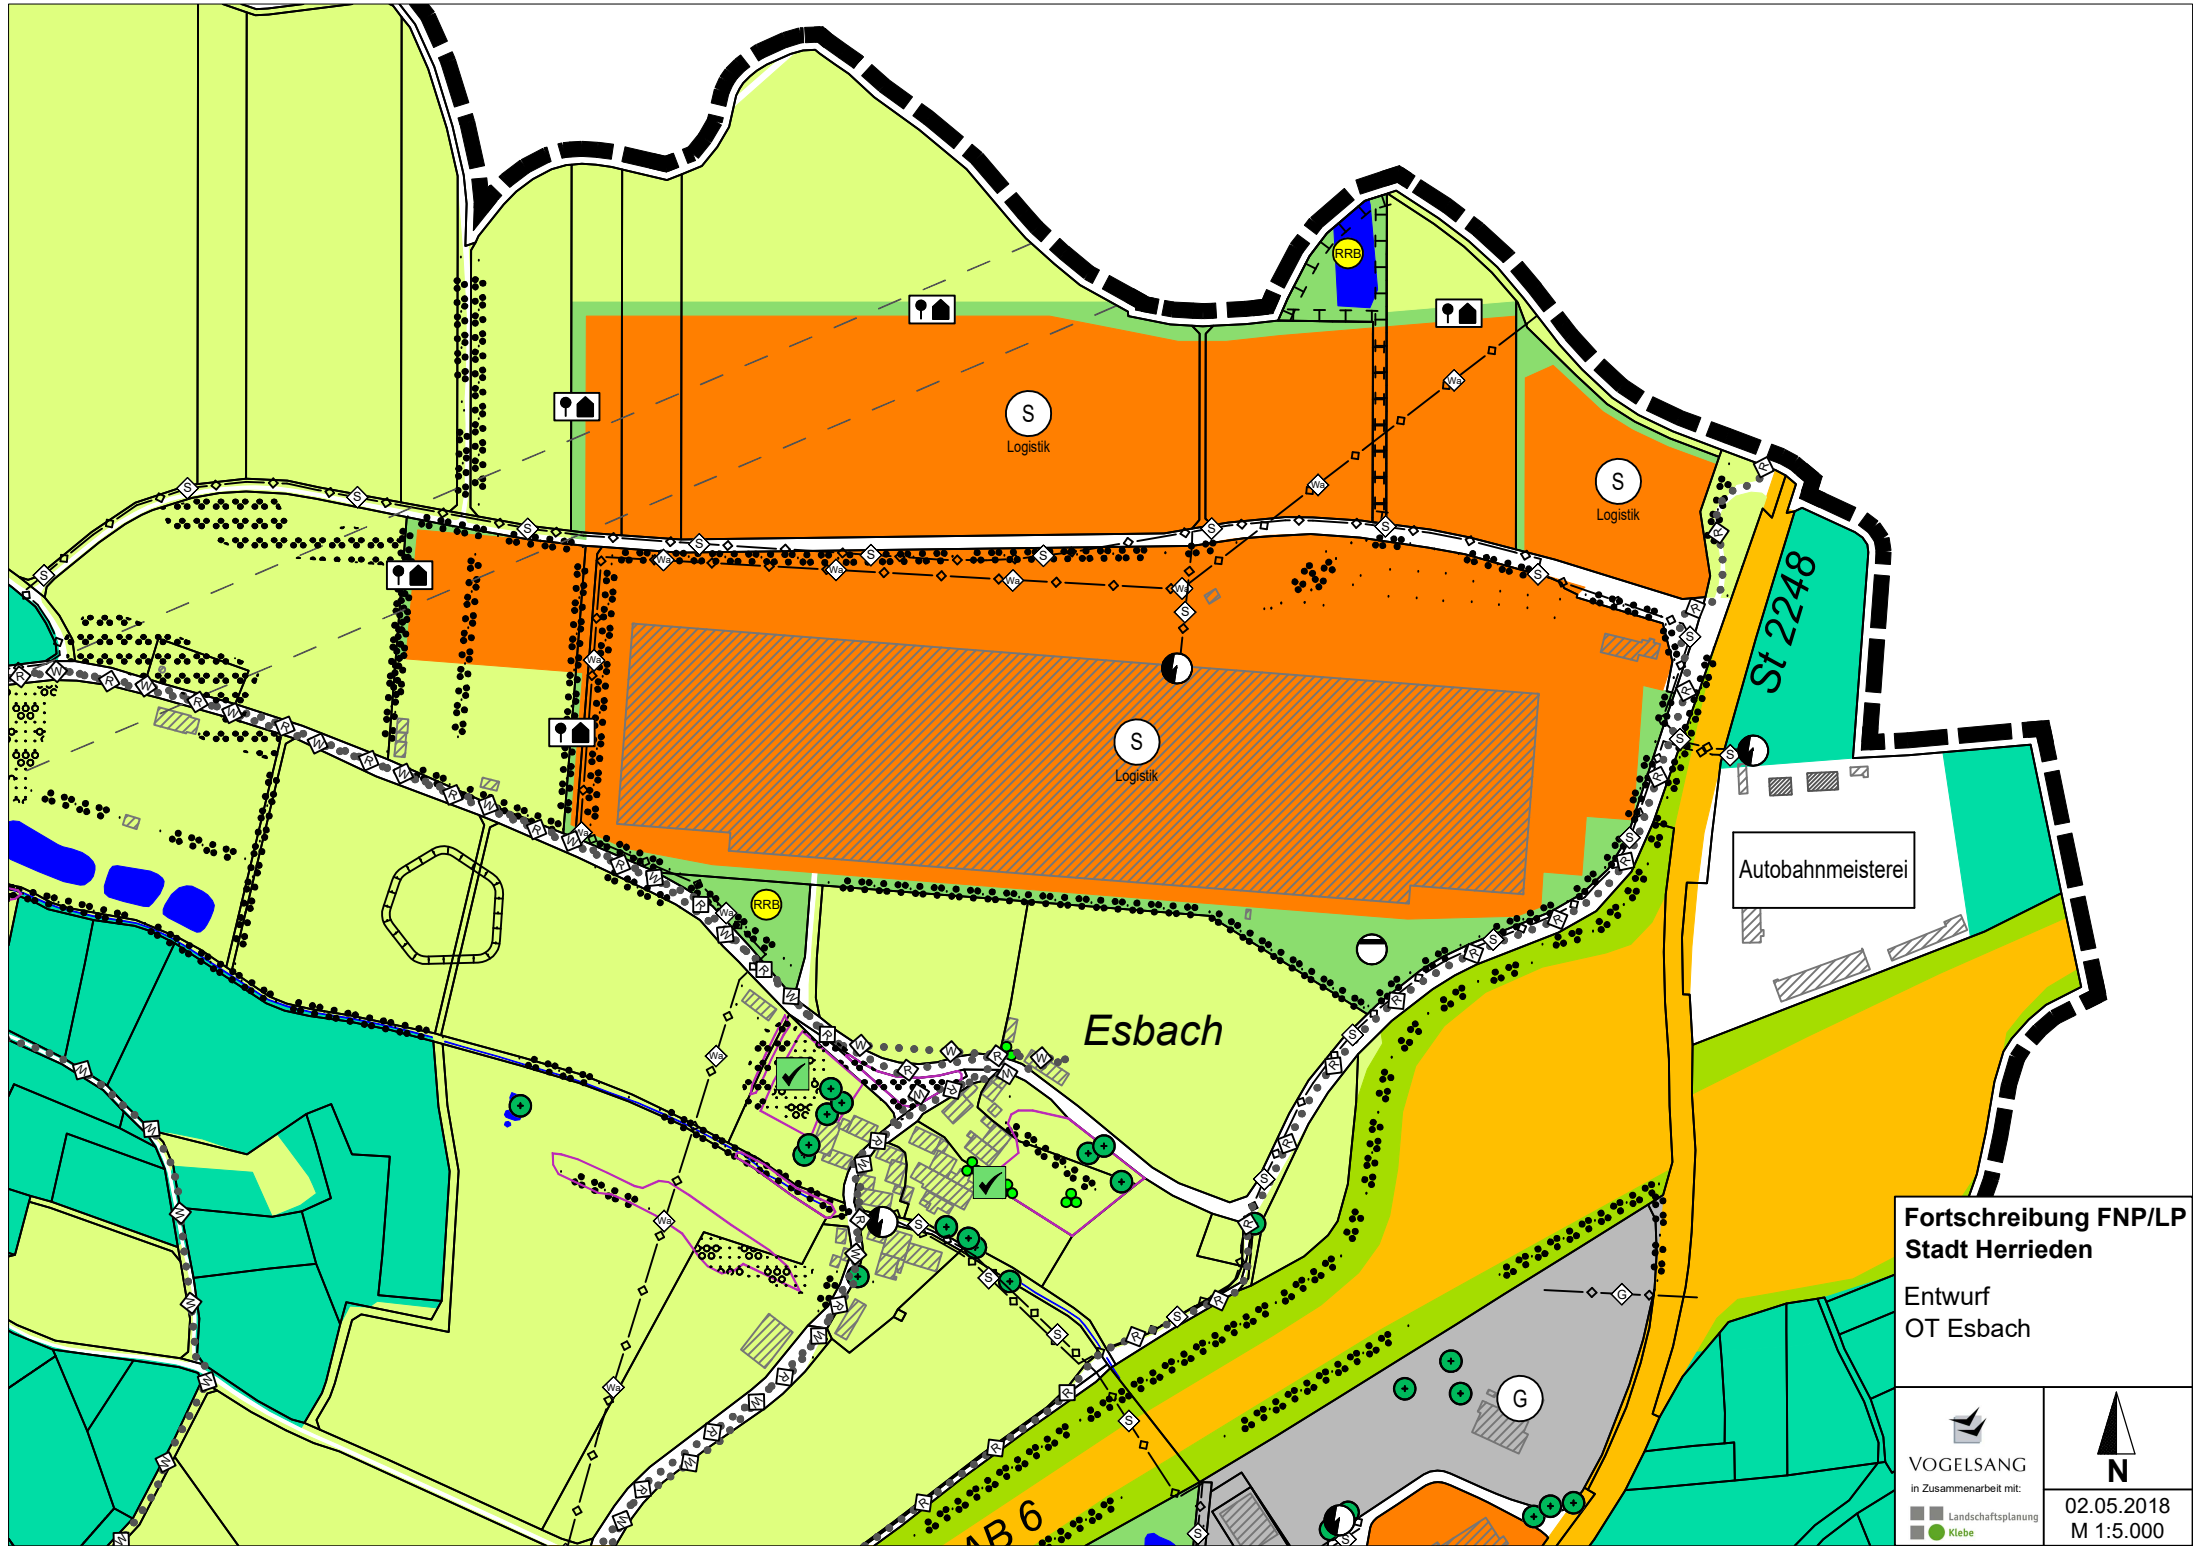 RRB
S
Logistik
S
Logistik
St 2248
S
Logistik
Autobahnmeisterei
RRB
Esbach
G
AB 6
Fortschreibung FNP/LP
Stadt Herrieden
Entwurf
OT Esbach
VOGELSANG
in Zusammenarbeit mit:
Landschaftsplanung
Klebe
N
02.05.2018
M 1:5.000